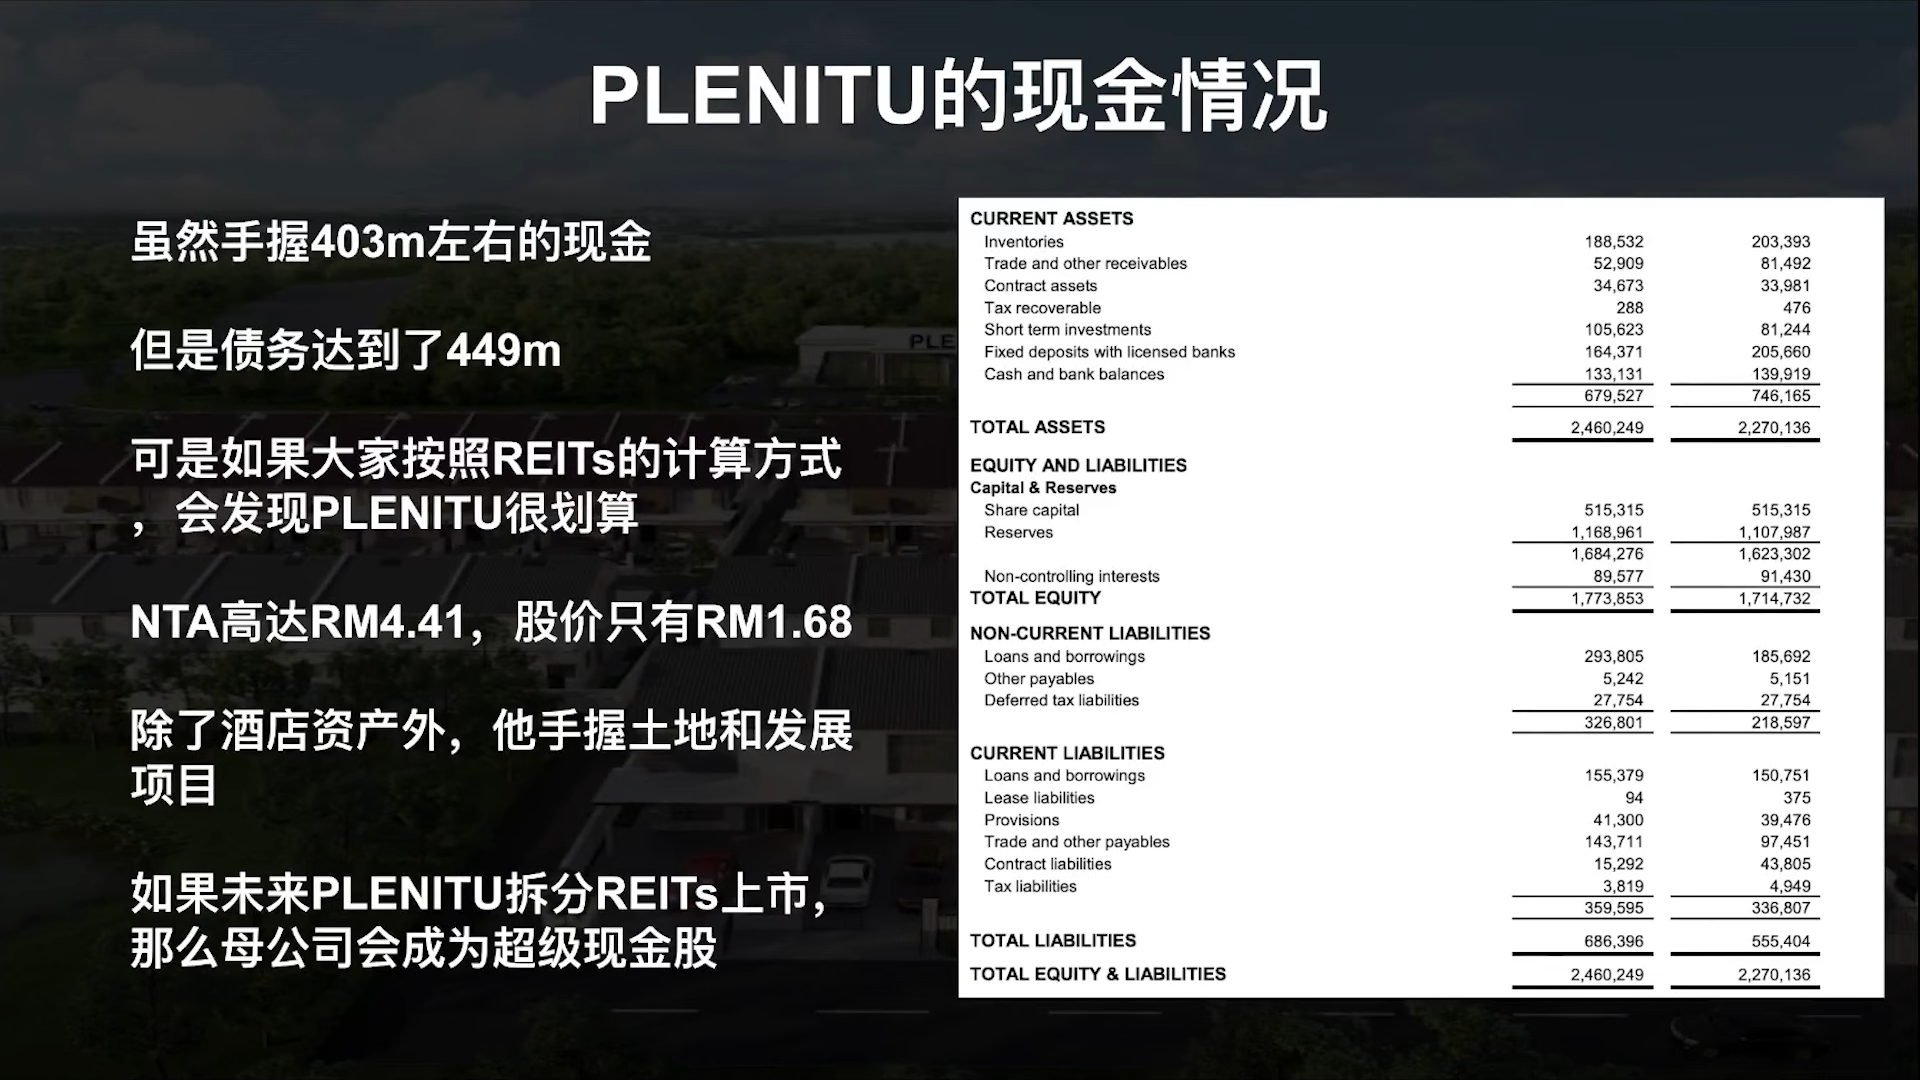 PLENITU的现金情况
虽然手握403m左右的现金
但是债务达到了449m
可是如果大家按照REITs的计算方式
，会发现PLENITU很划算
NTA高达RM4.41，股价只有RM1.68
除了酒店资产外，他手握土地和发展
项目
如果未来PLENITU拆分REITs上市，
那么母公司会成为超级现金股
PLE
CURRENT ASSETS
Inventories 188,532 203,393
Trade and other receivables 52,909 81,492
Contract assets 34,673 33,981
Tax recoverable 288 476
Short term investments 105,623 81,244
Fixed deposits with licensed banks 164,371 205,660
Cash and bank balances 133,131 139,919
679,527 746,165
TOTAL ASSETS 2,460,249 2,270,136
EQUITY AND LIABILITIES
Capital & Reserves
Share capital 515,315 515,315
Reserves 1,168,961 1,107,987
1,684,276 1,623,302
Non-controlling interests 89,577 91,430
TOTAL EQUITY 1,773,853 1,714,732
NON-CURRENT LIABILITIES
Loans and borrowings 293,805 185,692
Other payables 5,242 5,151
Deferred tax liabilities 27,754 27,754
326,801 218,597
CURRENT LIABILITIES
Loans and borrowings 155,379 150,751
Lease liabilities 94 375
Provisions 41,300 39,476
Trade and other payables 143,711 97,451
Contract liabilities 15,292 43,805
Tax liabilities 3,819 4,949
359,595 336,807
TOTAL LIABILITIES 686,396 555,404
TOTAL EQUITY & LIABILITIES 2,460,249 2,270,136